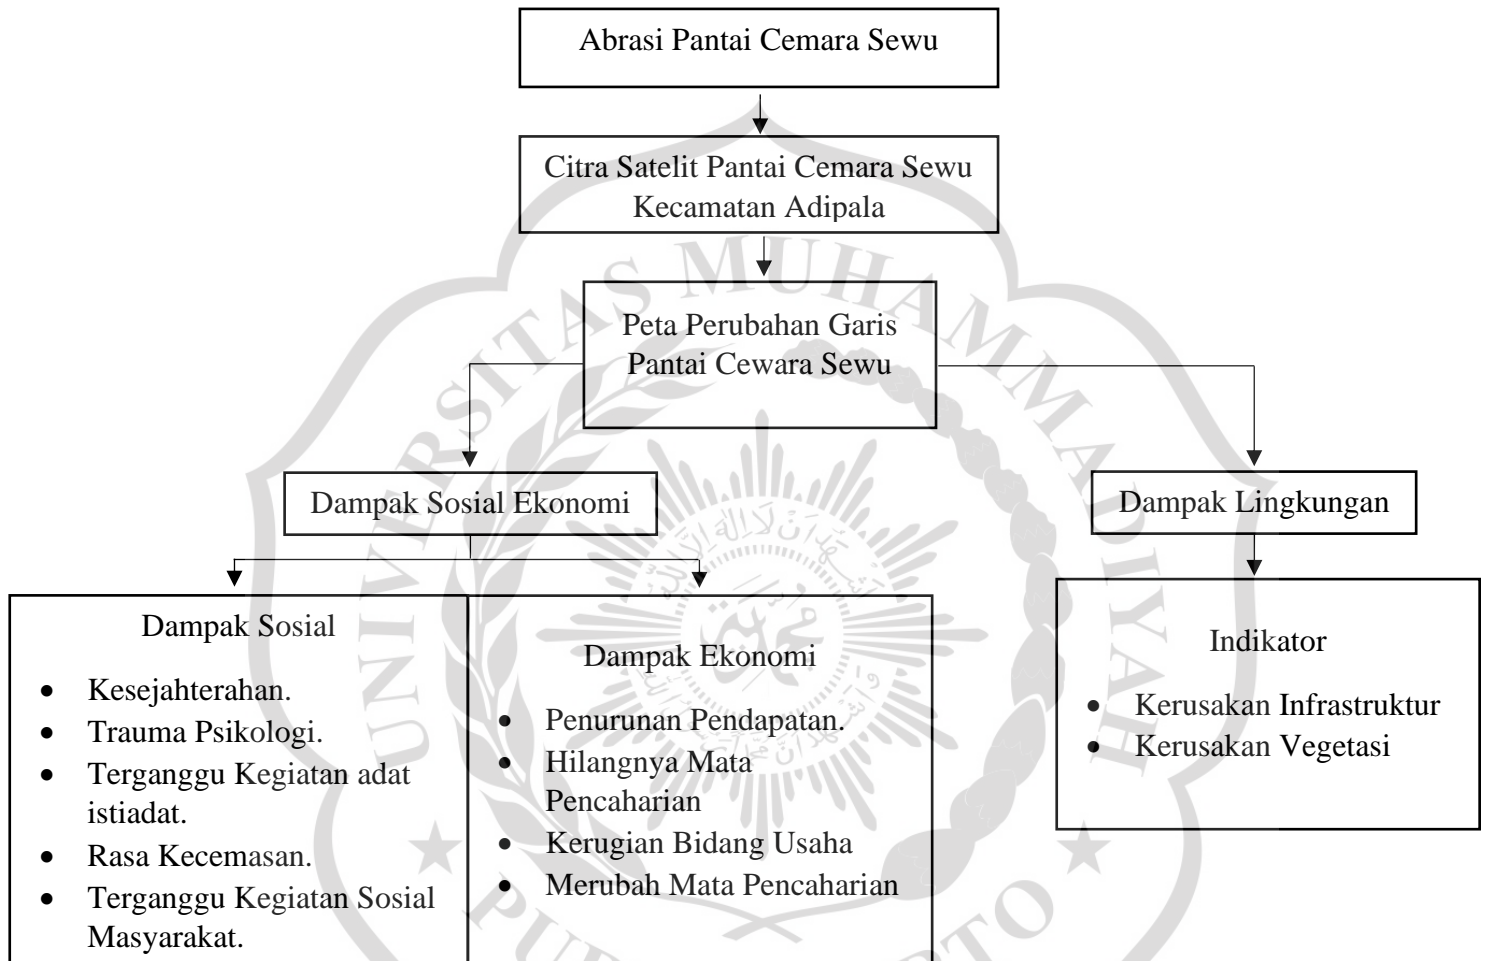 Abrasi Pantai Cemara Sewu
Citra Satelit Pantai Cemara Sewu
Kecamatan Adipala
Peta Perubahan Garis
Pantai Cewara Sewu
Dampak Sosial Ekonomi
Dampak Lingkungan
Dampak Sosial
• Kesejahterahan.
• Trauma Psikologi.
• Terganggu Kegiatan adat
istiadat.
• Rasa Kecemasan.
• Terganggu Kegiatan Sosial
Masyarakat.
Dampak Ekonomi
• Penurunan Pendapatan.
• Hilangnya Mata
Pencaharian
• Kerugian Bidang Usaha
• Merubah Mata Pencaharian
Indikator
• Kerusakan Infrastruktur
• Kerusakan Vegetasi
UNIVERSITAS MUHAMMADIYAH